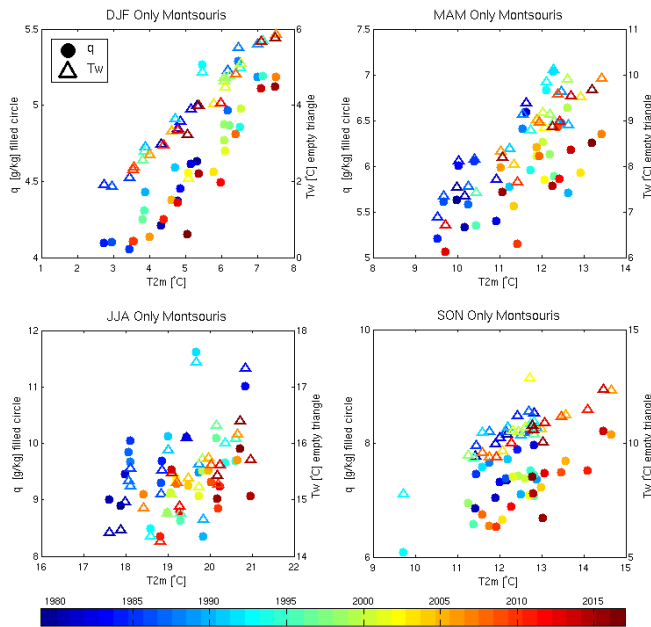 DJF Only Montsouris
q
Tw
q [g/kg] filled circle
4
4.5
5
5.5
Tw [°C] empty triangle
0
2
4
6
1 2 3 4 5 6 7 8
T2m [°C]
MAM Only Montsouris
q [g/kg] filled circle
5
5.5
6
6.5
7
7.5
Tw [°C] empty triangle
6
7
8
9
10
11
8 9 10 11 12 13 14
T2m [°C]
JJA Only Montsouris
q [g/kg] filled circle
8
9
10
11
12
Tw [°C] empty triangle
14
15
16
17
18
17 18 19 20 21 22
T2m [°C]
SON Only Montsouris
q [g/kg] filled circle
6
8
10
Tw [°C] empty triangle
5
10
15
9 10 11 12 13 14 15
T2m [°C]
1980 1985 1990 1995 2000 2005 2010 2015